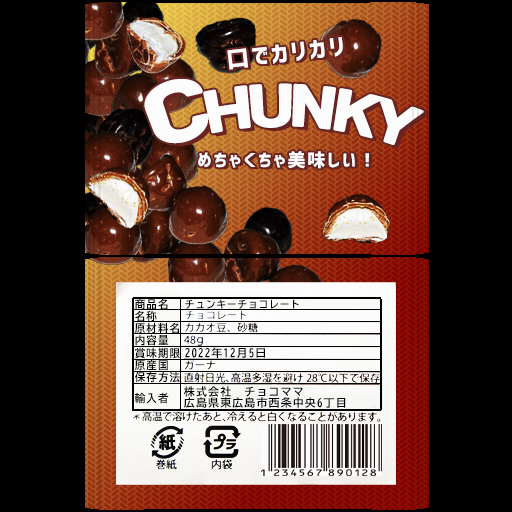 口でカリカリ
CHUNKY
めちゃくちゃ美味しい！
商品名 チュンキーチョコレート
名称 チョコレート
原材料名 カカオ豆、砂糖
内容量 48g
賞味期限 2022年12月5日
原産国 ガーナ
保存方法 直射日光、高温多湿を避け28℃以下で保存
輸入者 株式会社 チョコママ
広島県東広島市西条中央6丁目
*高温で溶けたあと、冷えると白くなることがあります。
紙 プラ
巻紙 内袋
1 234567 890128